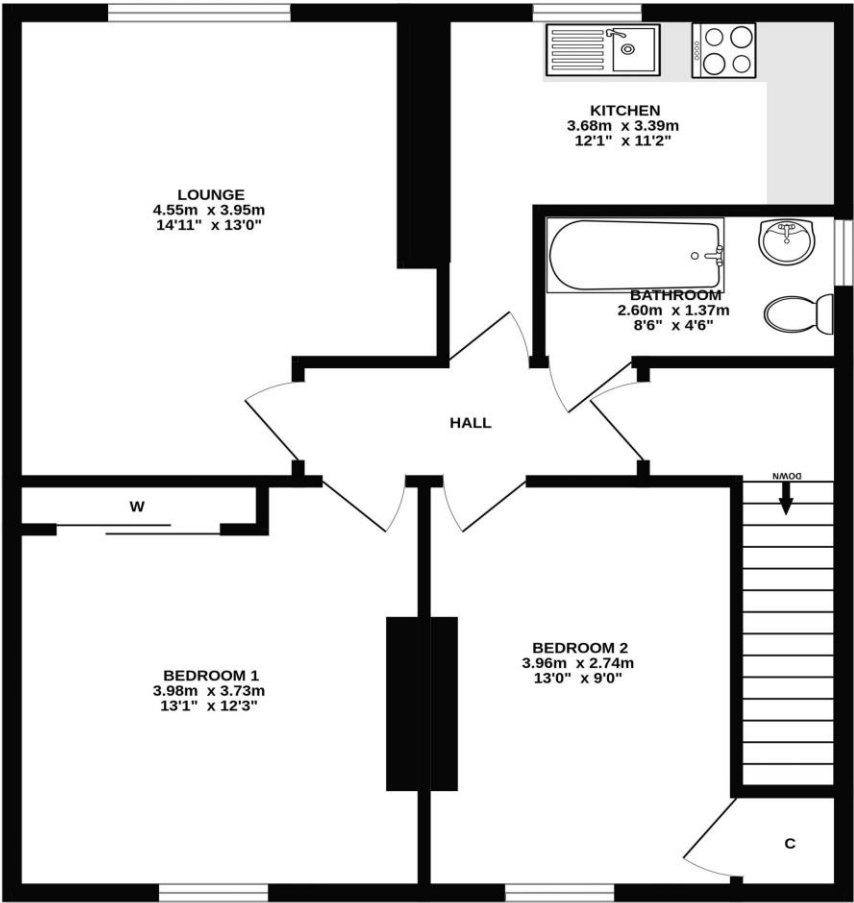 KITCHEN
3.68m x 3.39m
12'1" x 11'2"
LOUNGE
4.55m x 3.95m
14'11" x 13'0"
BATHROOM
2.60m x 1.37m
8'6" x 4'6"
HALL
DOWN
W
BEDROOM 1
3.98m x 3.73m
13'1" x 12'3"
BEDROOM 2
3.96m x 2.74m
13'0" x 9'0"
C